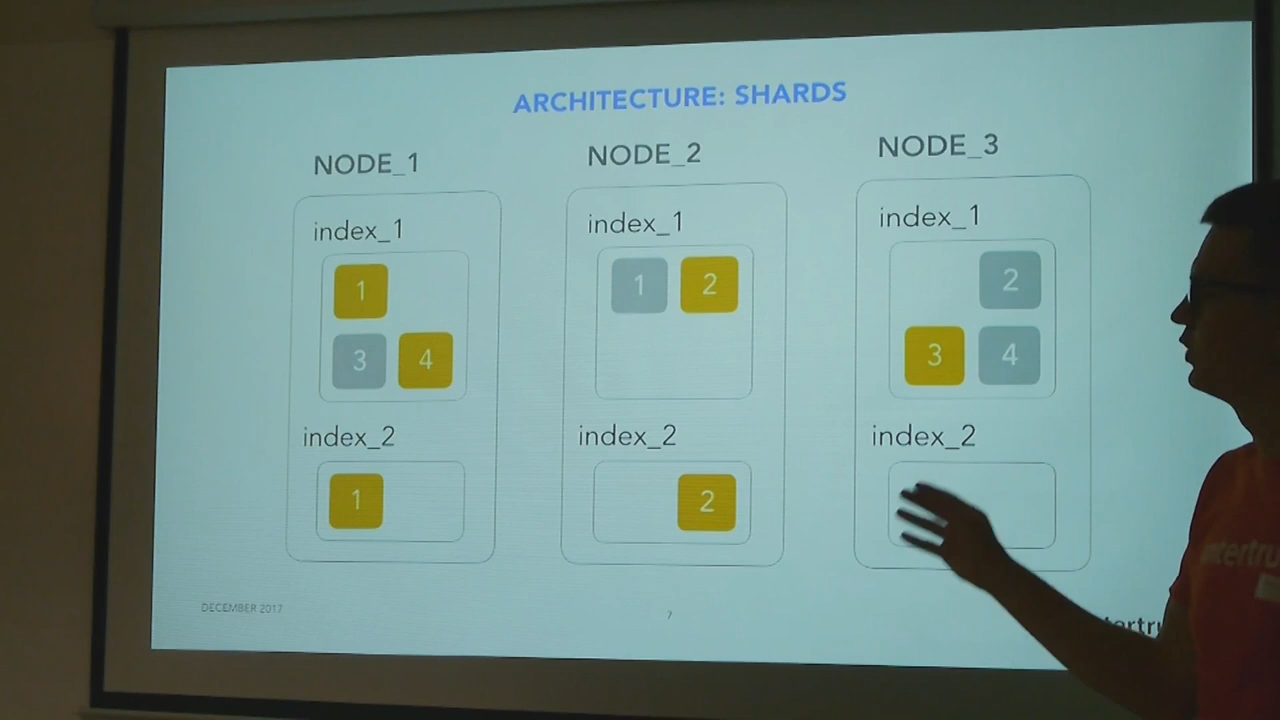 ARCHITECTURE: SHARDS
NODE_1
index_1
1
3 4
index_2
1
NODE_2
index_1
1 2
index_2
2
NODE_3
index_1
2
3 4
index_2
DECEMBER 2017
7